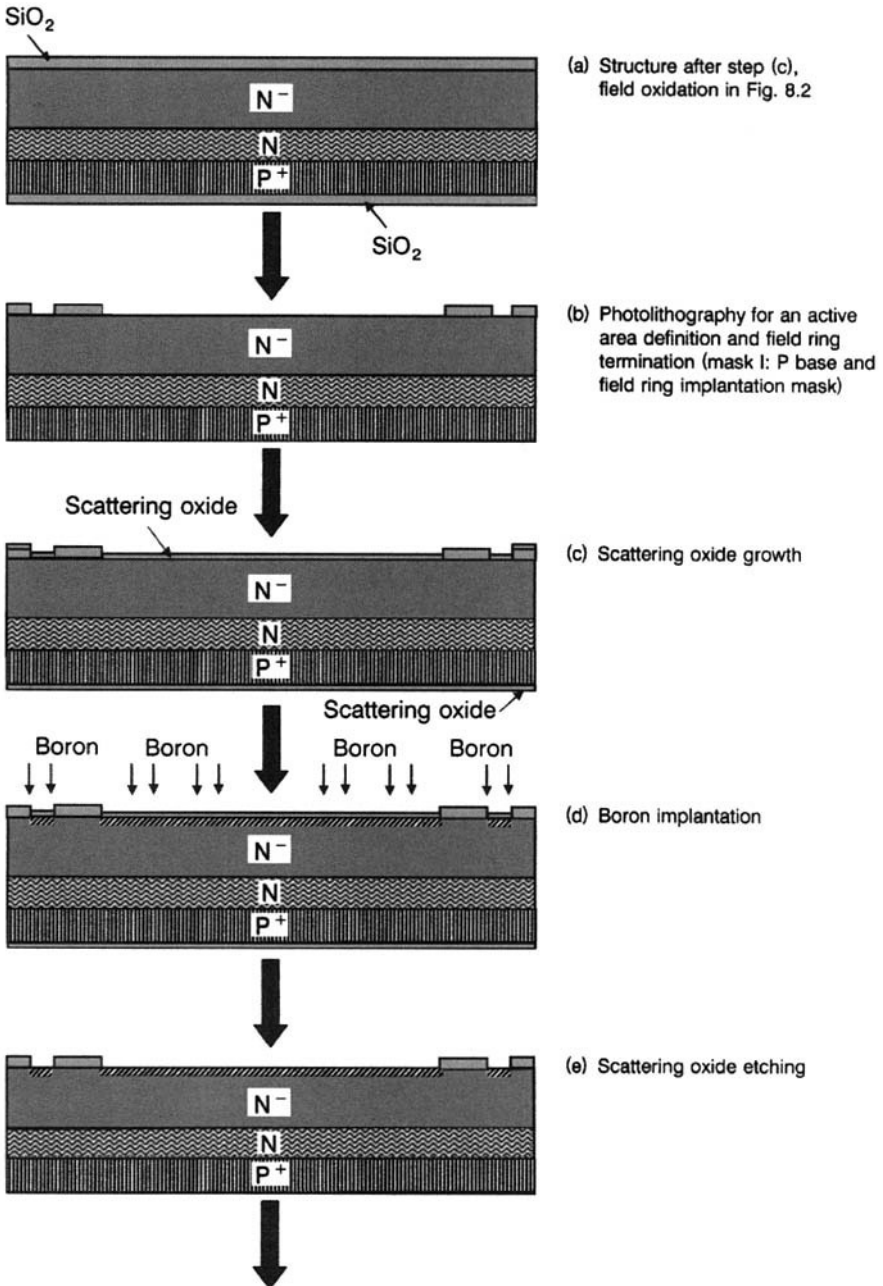 SiO₂
(a) Structure after step (c),
field oxidation in Fig. 8.2
N⁻
N
P⁺
SiO₂
(b) Photolithography for an active
area definition and field ring
termination (mask I: P base and
field ring implantation mask)
N⁻
N
P⁺
Scattering oxide
(c) Scattering oxide growth
N⁻
N
P⁺
Scattering oxide
Boron Boron Boron Boron
(d) Boron implantation
N⁻
N
P⁺
(e) Scattering oxide etching
N⁻
N
P⁺